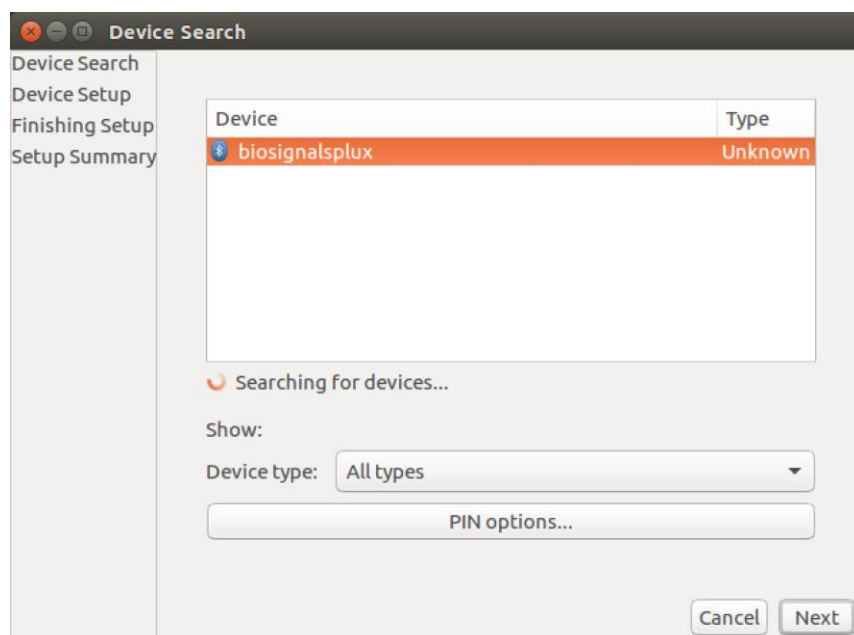 Device Search
Device Search
Device Setup
Finishing Setup
Setup Summary
Device Type
biosignalsplux Unknown
Searching for devices...
Show:
Device type: All types
PIN options...
Cancel Next